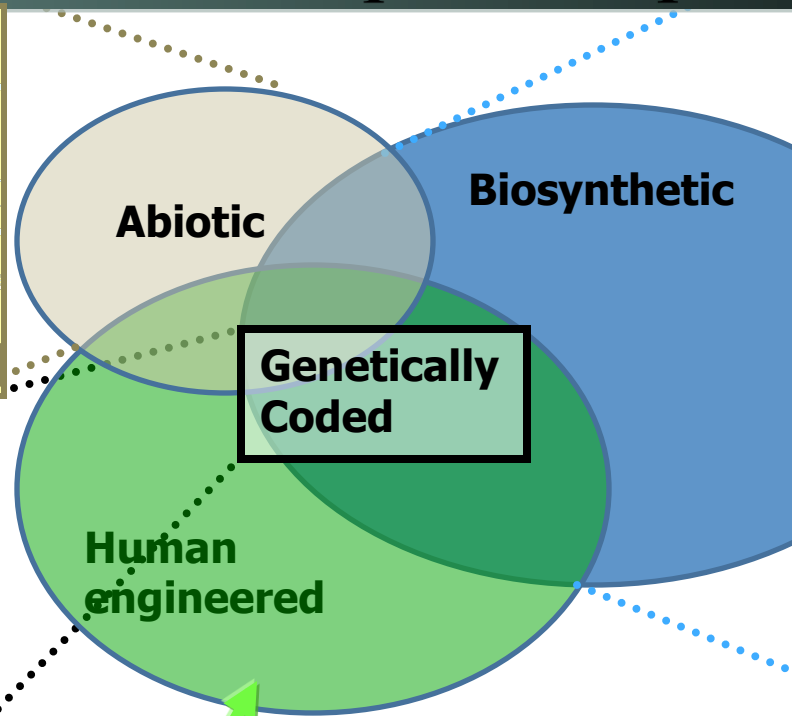 Abiotic
Biosynthetic
Genetically
Coded
Human
engineered